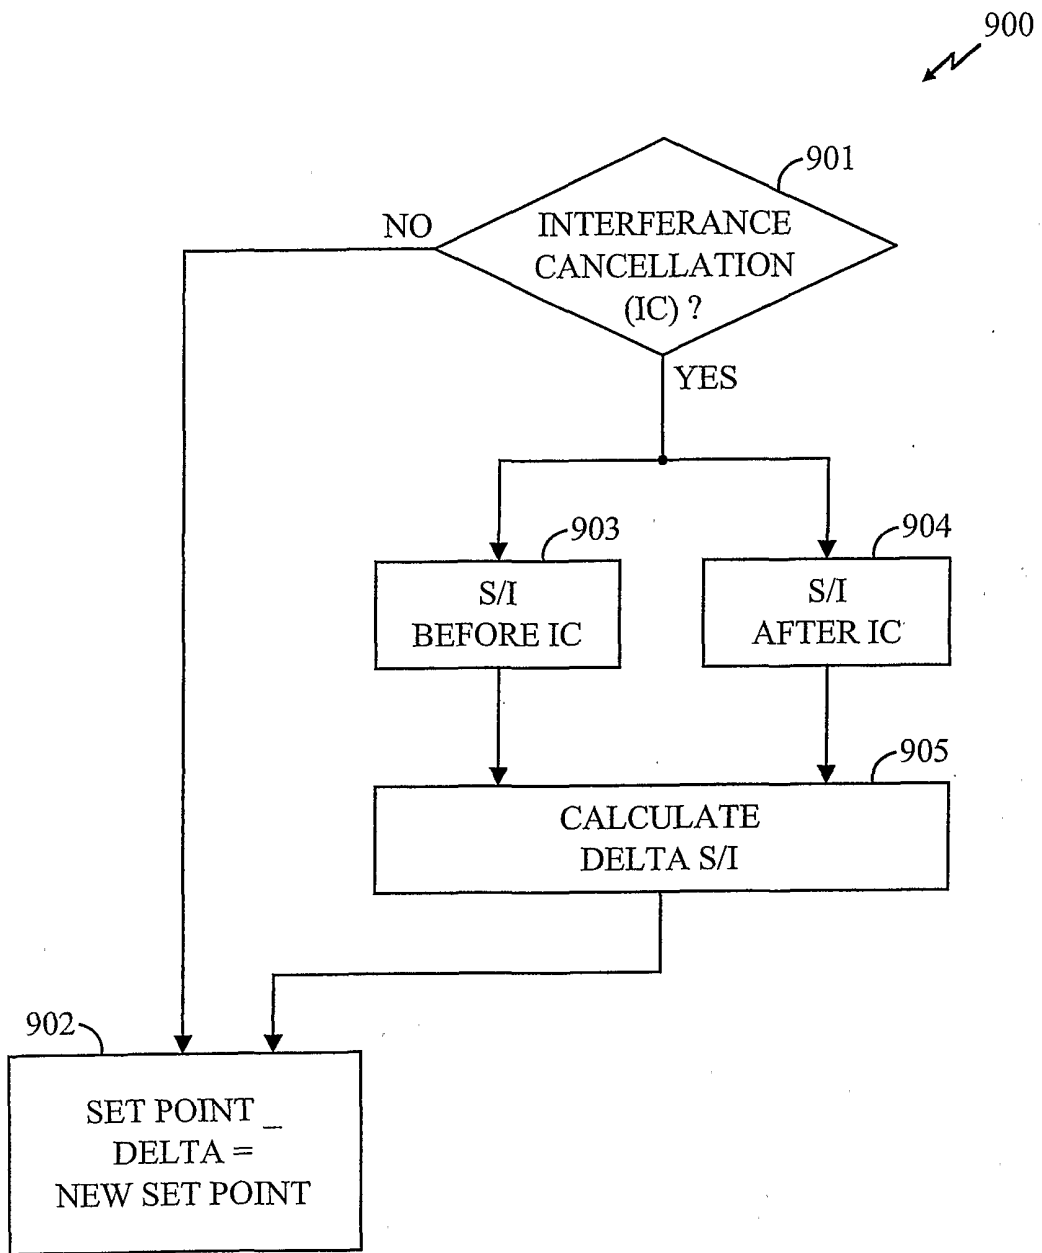 900
901
NO
INTERFERANCE
CANCELLATION
(IC) ?
YES
903
S/I
BEFORE IC
904
S/I
AFTER IC
905
CALCULATE
DELTA S/I
902
SET POINT _
DELTA =
NEW SET POINT